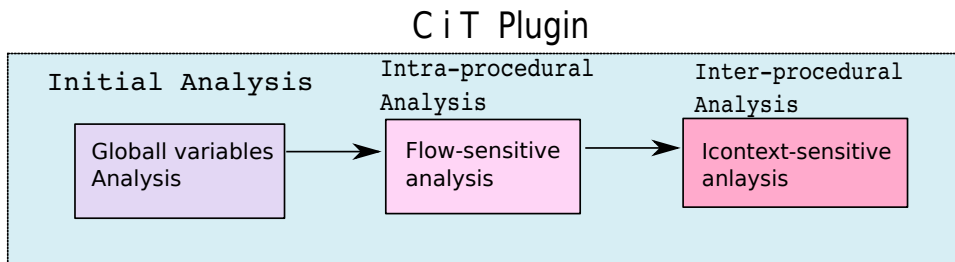 C i T Plugin
Initial Analysis
Intra-procedural
Analysis
Inter-procedural
Analysis
Globall variables
Analysis
Flow-sensitive
analysis
Icontext-sensitive
anlaysis